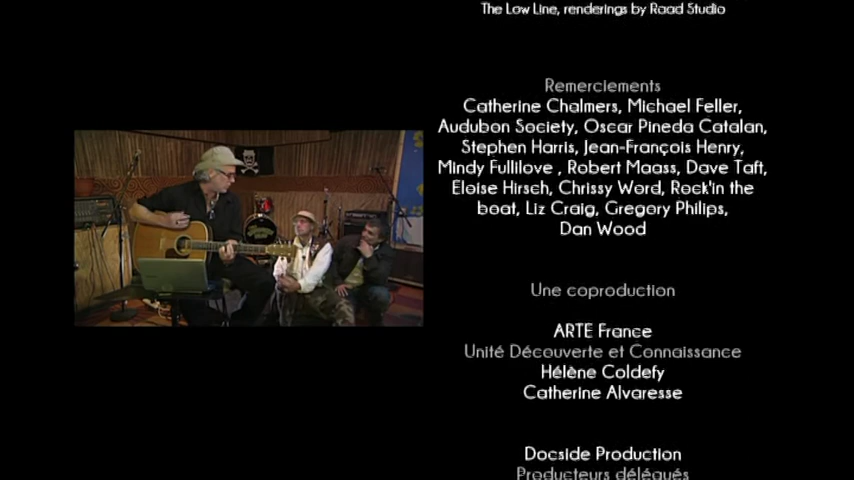 The Low Line, renderings by Raad Studio
Remerciements
Catherine Chalmers, Michael Feller,
Audubon Society, Oscar Pineda Catalan,
Stephen Harris, Jean-François Henry,
Mindy Fullilove , Robert Maass, Dave Taft,
Eloise Hirsch, Chrissy Word, Rock'in the
boat, Liz Craig, Gregory Philips,
Dan Wood
Une coproduction
ARTE France
Unité Découverte et Connaissance
Hélène Coldefy
Catherine Alvaresse
Docside Production
Producteurs délégués